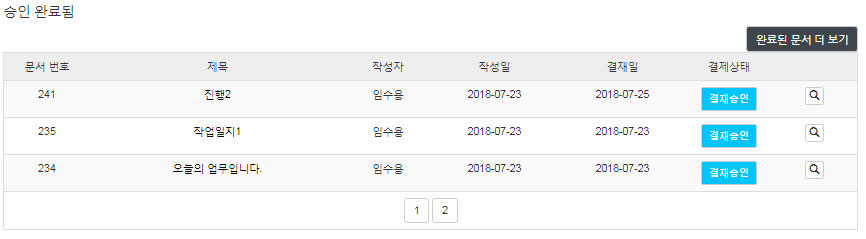 승인 완료됨
완료된 문서 더 보기
문서 번호 제목 작성자 작성일 결재일 결제상태
241 진행2 임수용 2018-07-23 2018-07-25 결재승인
235 작업일지1 임수용 2018-07-23 2018-07-23 결재승인
234 오늘의 업무입니다. 임수용 2018-07-23 2018-07-23 결재승인
1 2